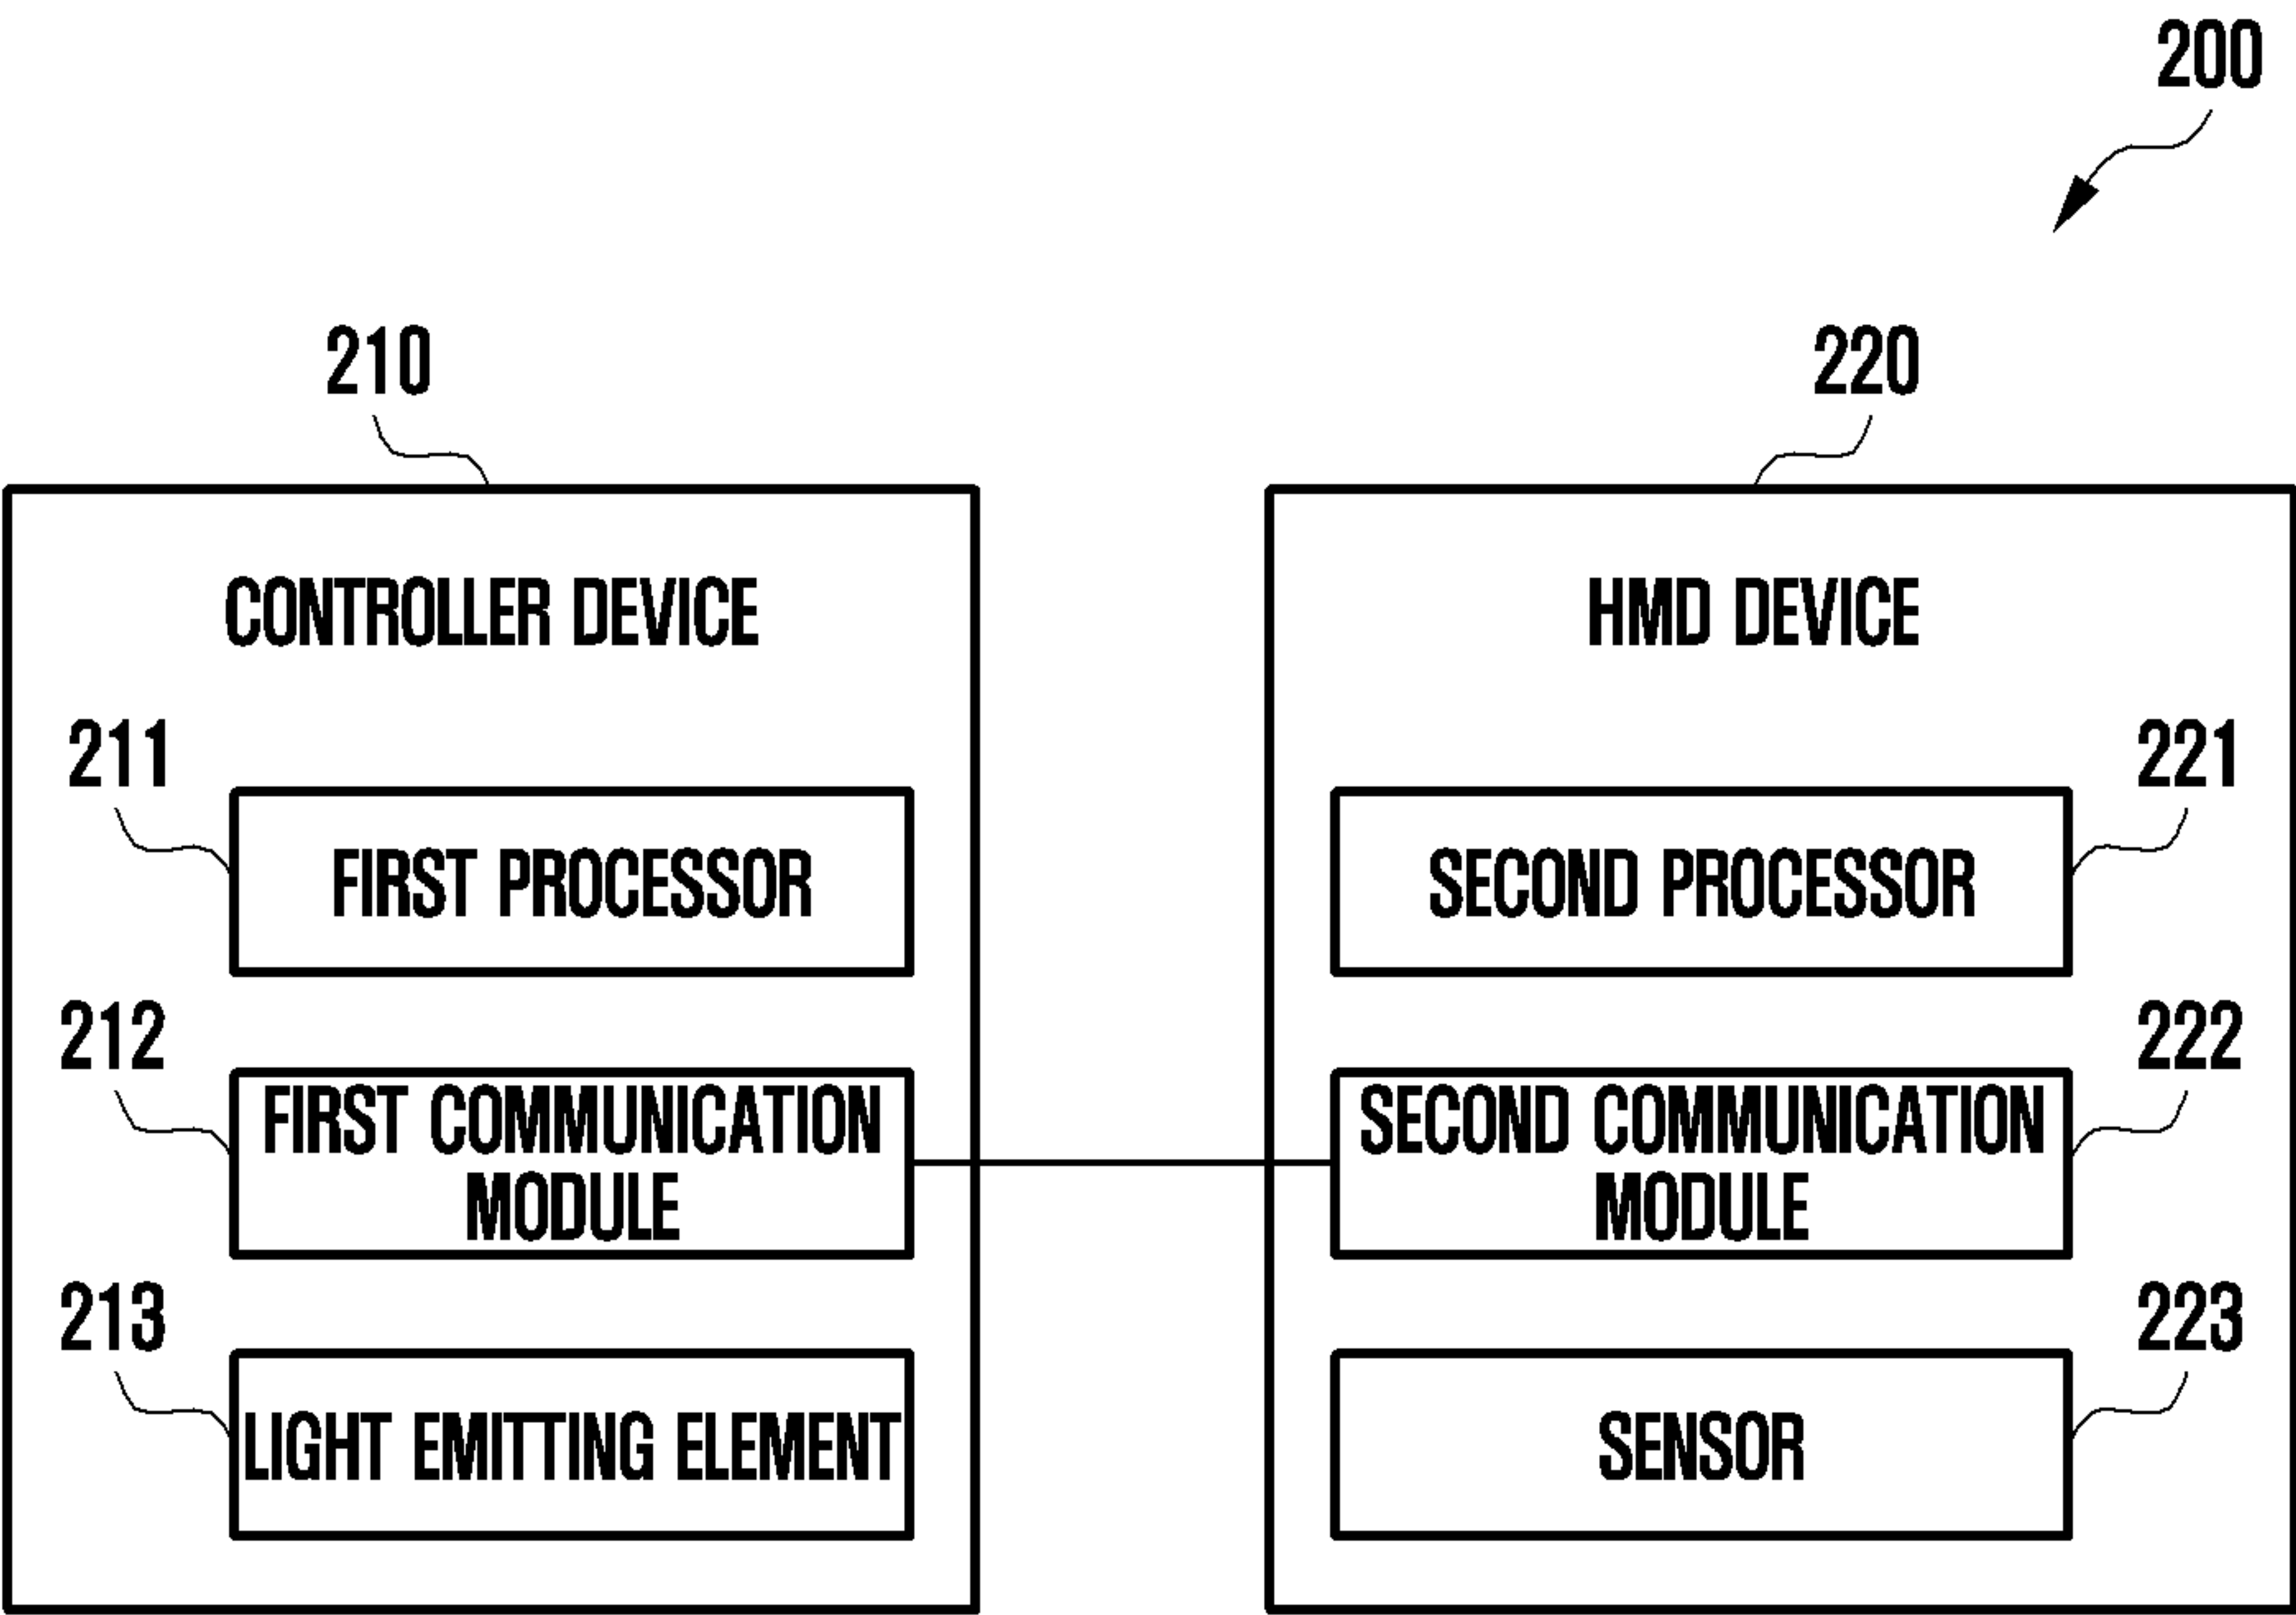 200
210
220
CONTROLLER DEVICE
HMD DEVICE
211
221
FIRST PROCESSOR
SECOND PROCESSOR
212
222
FIRST COMMUNICATION
MODULE
SECOND COMMUNICATION
MODULE
213
223
LIGHT EMITTING ELEMENT
SENSOR